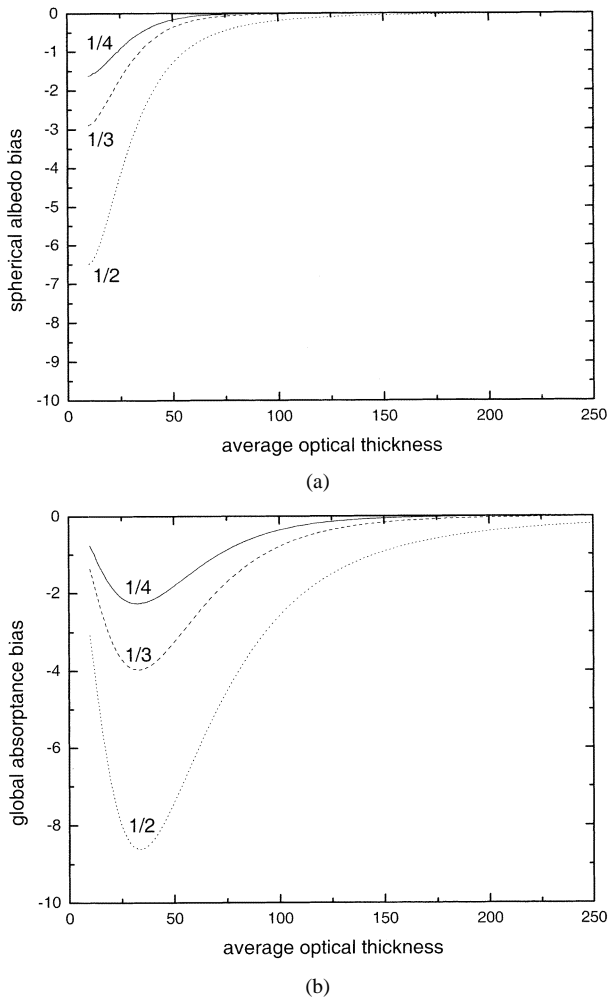 0
-1
-2
-3
-4
-5
-6
-7
-8
-9
-10
1/4
1/3
1/2
spherical albedo bias
0 50 100 150 200 250
average optical thickness
(a)
0
-2
-4
-6
-8
-10
1/4
1/3
1/2
global absorptance bias
0 50 100 150 200 250
average optical thickness
(b)